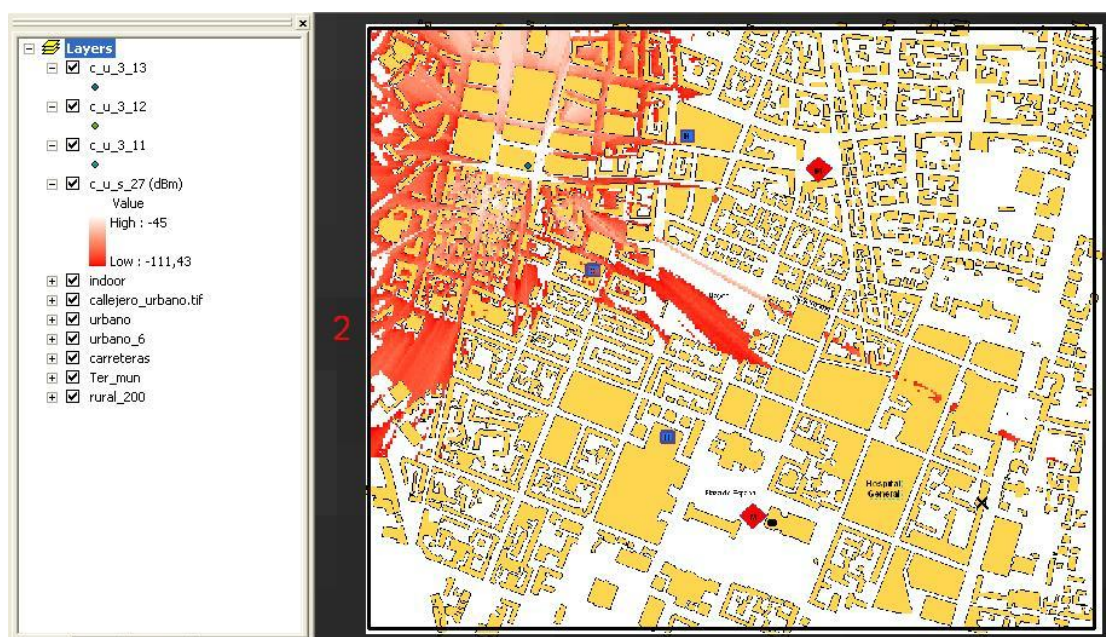 Layers
c_u_3_13
c_u_3_12
c_u_3_11
c_u_s_27 (dBm)
Value
High : -45
Low : -111,43
indoor
callejero_urbano.tif
urbano
urbano_6
carreteras
Ter_mun
rural_200
2
Hospital
General